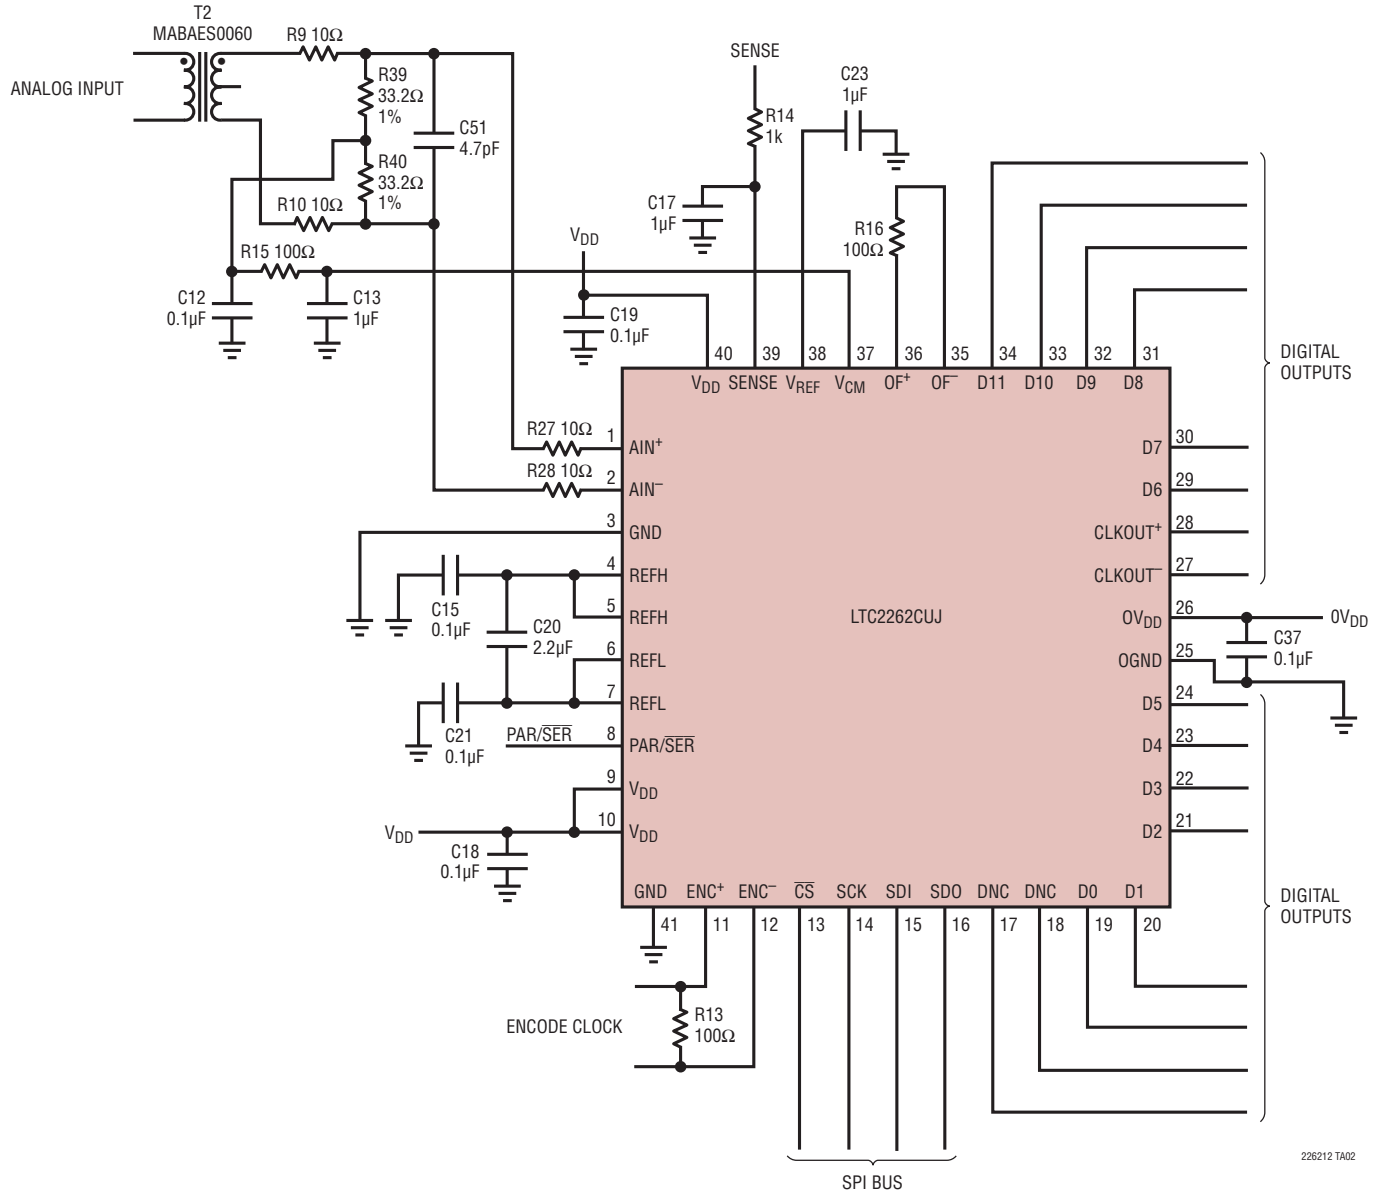 T2
MABAES0060
R9 10Ω
ANALOG INPUT
R39
33.2Ω
1%
C51
4.7pF
R40
33.2Ω
1%
R10 10Ω
R15 100Ω
C12
0.1µF
C13
1µF
SENSE
R14
1k
C23
1µF
C17
1µF
R16
100Ω
VDD
C19
0.1µF
40
39
38
37
36
35
34
33
32
31
VDD
SENSE
VREF
VCM
OF+
OF–
D11
D10
D9
D8
DIGITAL
OUTPUTS
R27 10Ω
1
AIN+
R28 10Ω
2
AIN–
3
GND
4
REFH
5
REFH
6
REFL
7
REFL
PAR/SER
8
PAR/SER
9
VDD
VDD
10
VDD
C15
0.1µF
C20
2.2µF
C21
0.1µF
C18
0.1µF
LTC2262CUJ
D7
30
D6
29
CLKOUT+
28
CLKOUT–
27
OVDD
26
0VDD
OGND
25
C37
0.1µF
D5
24
D4
23
D3
22
D2
21
GND
ENC+
ENC–
CS
SCK
SDI
SDO
DNC
DNC
D0
D1
41
11
12
13
14
15
16
17
18
19
20
DIGITAL
OUTPUTS
ENCODE CLOCK
R13
100Ω
SPI BUS
226212 TA02